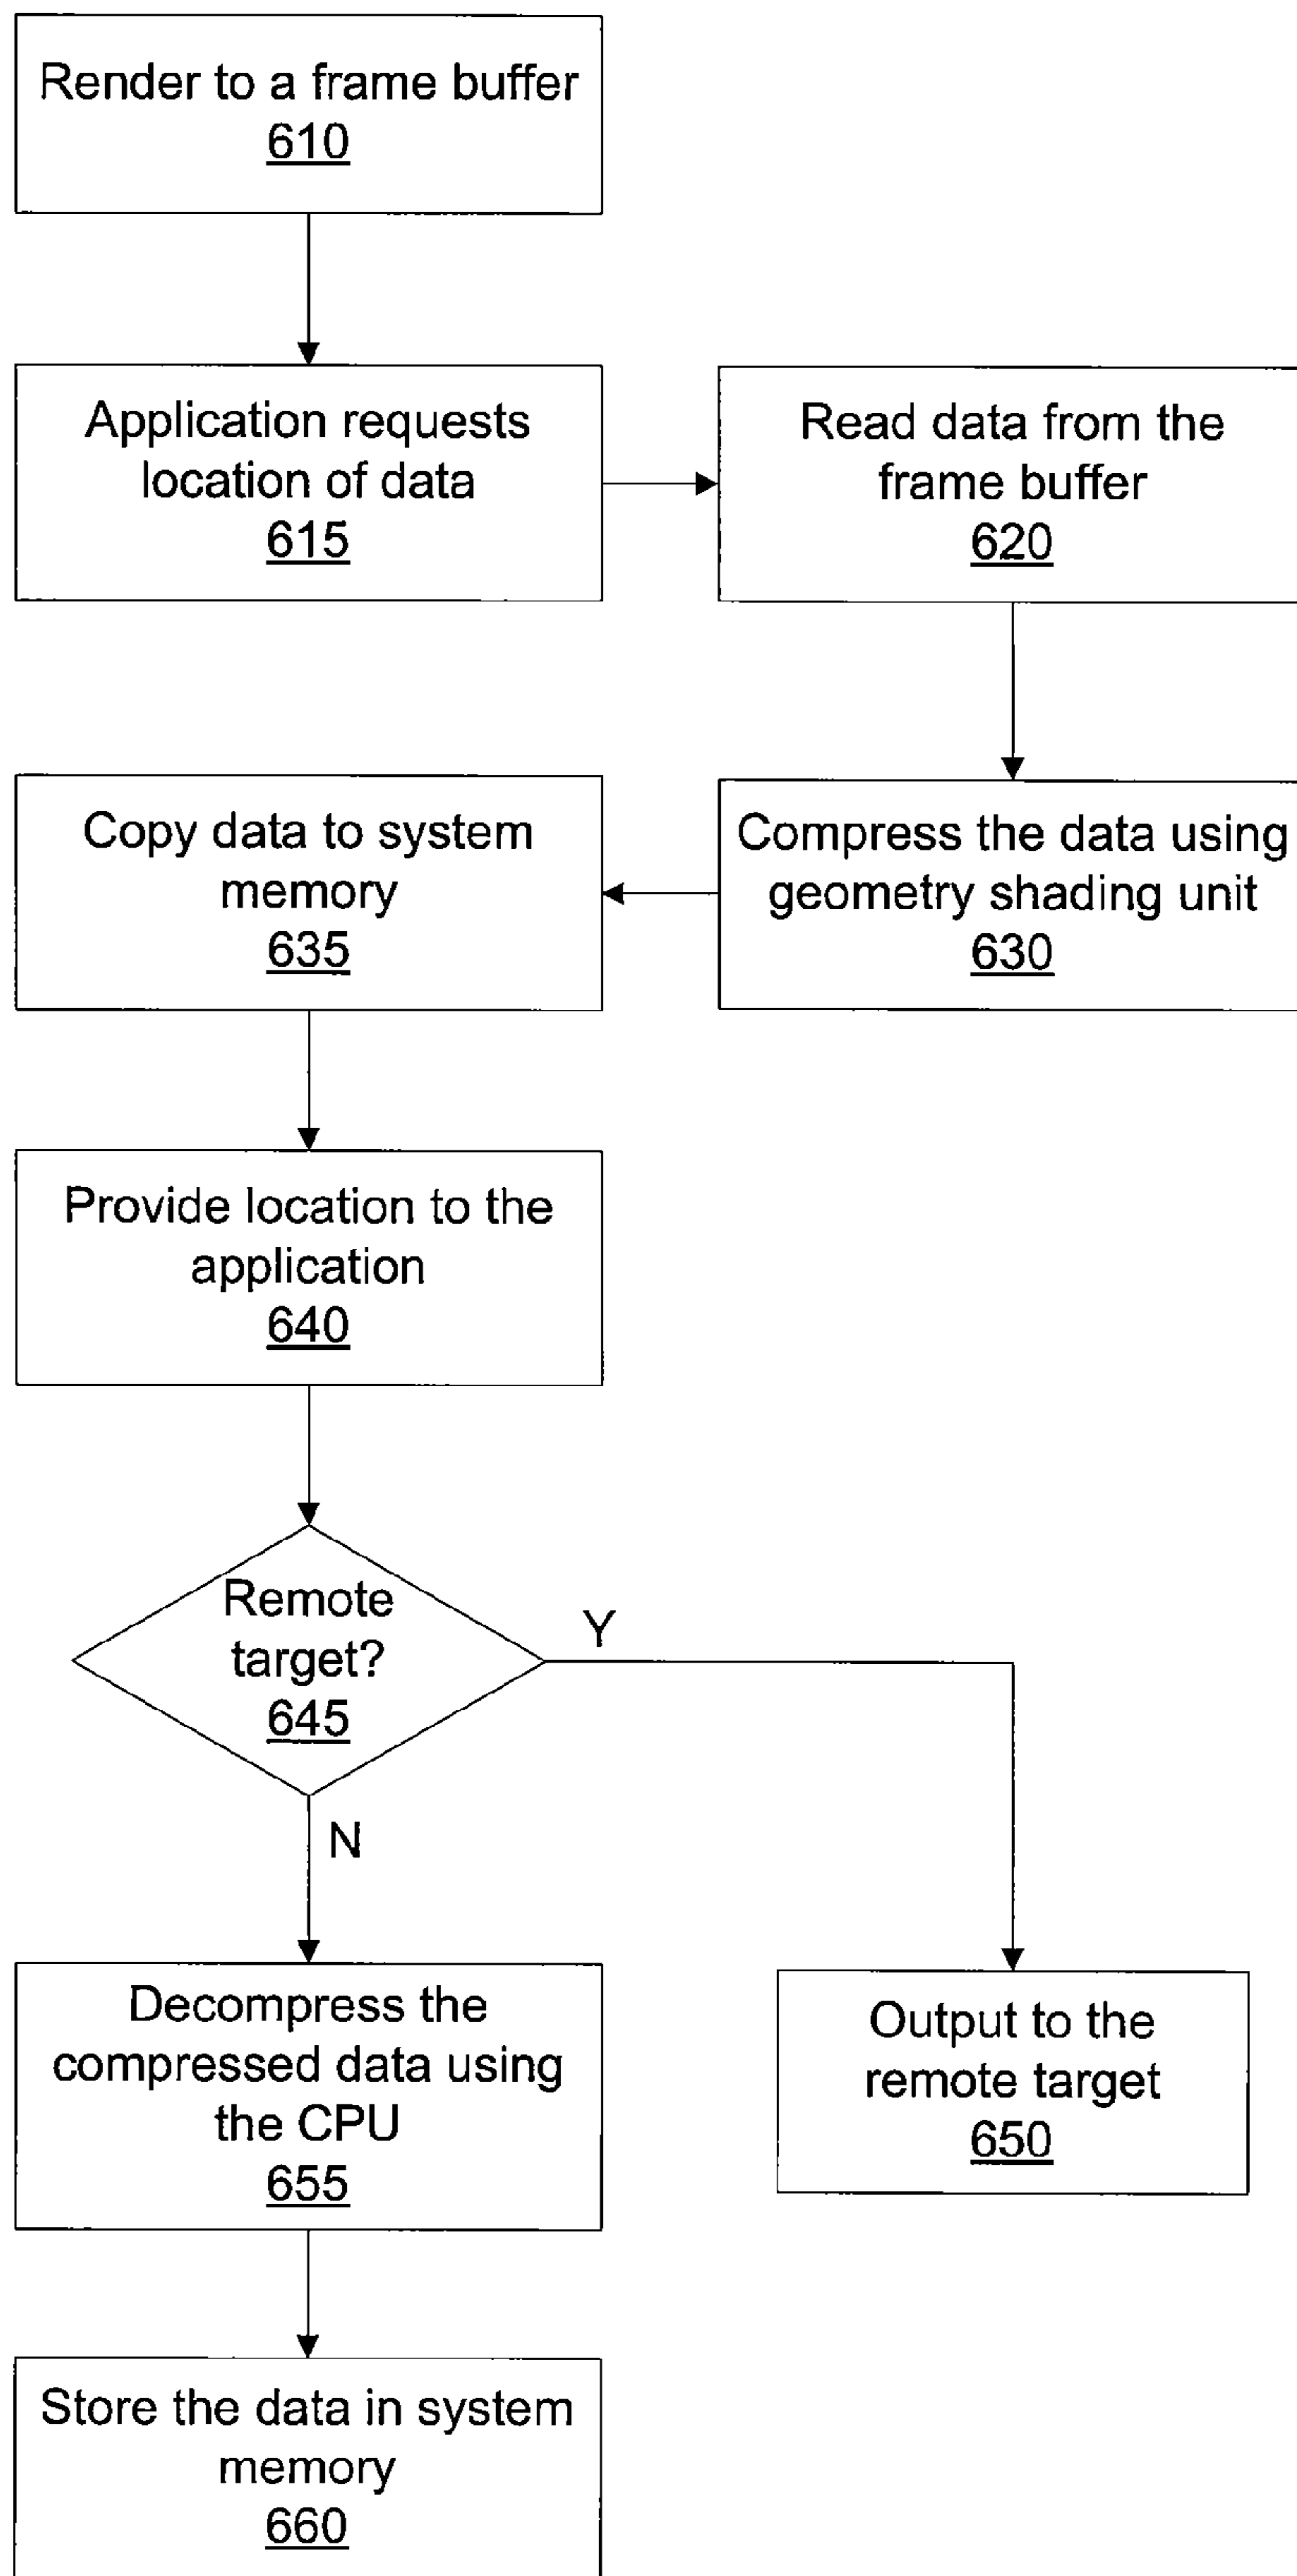 Render to a frame buffer
610
Application requests
location of data
615
Read data from the
frame buffer
620
Compress the data using
geometry shading unit
630
Copy data to system
memory
635
Provide location to the
application
640
Remote
target?
645
Y
N
Decompress the
compressed data using
the CPU
655
Output to the
remote target
650
Store the data in system
memory
660